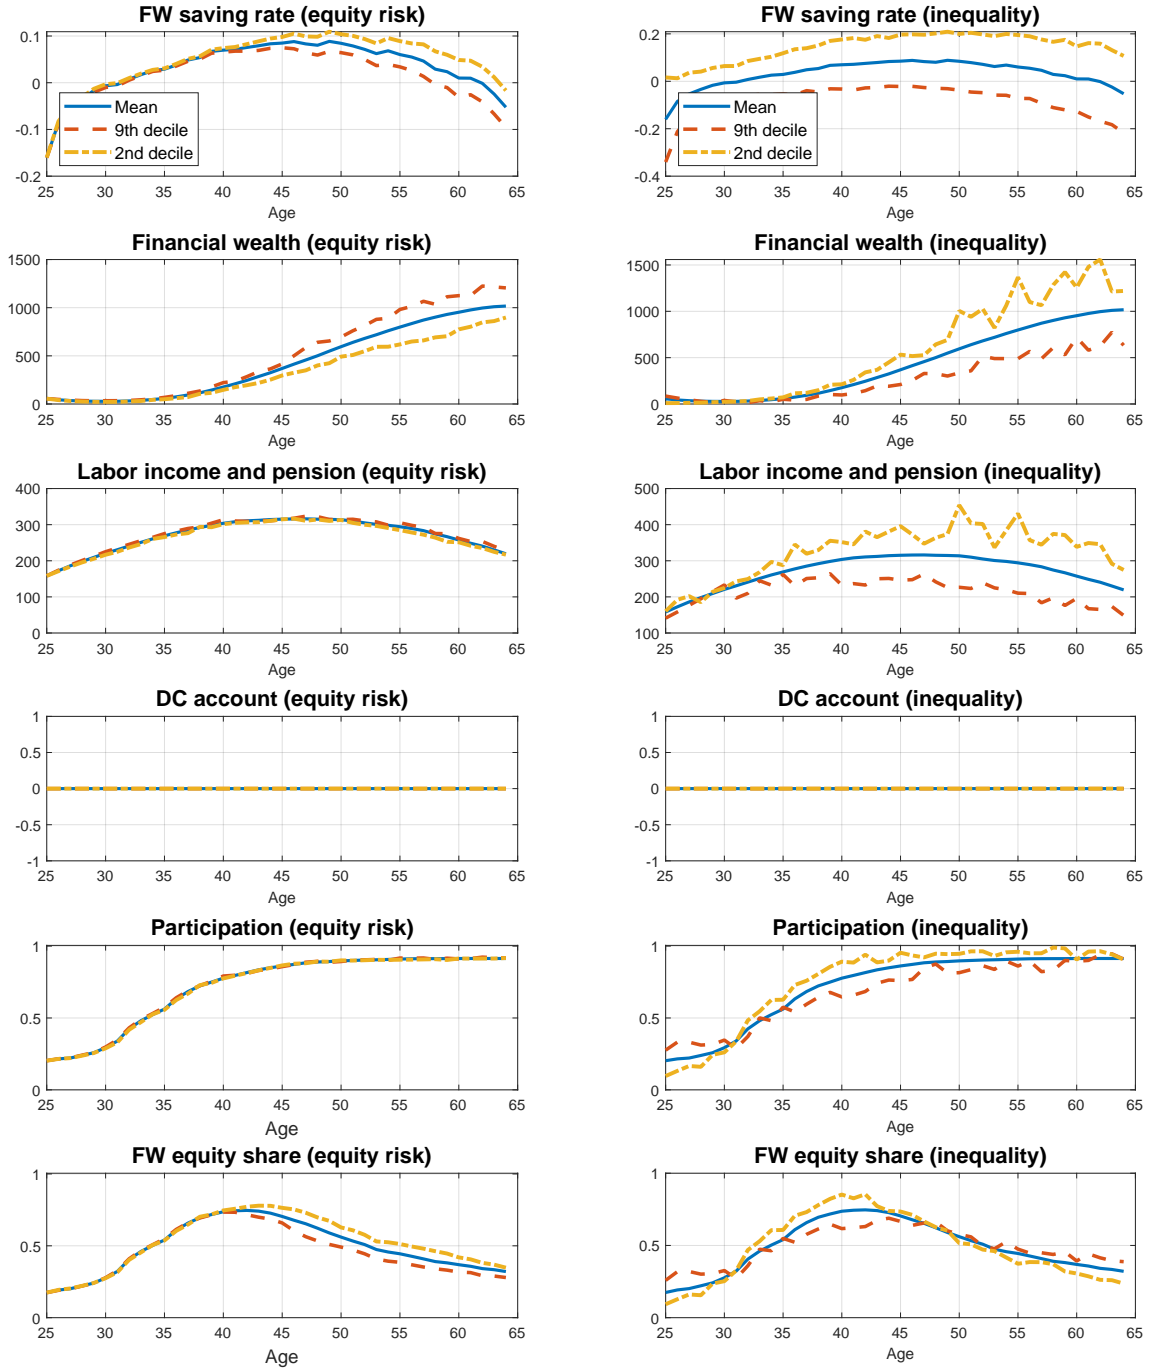 FW saving rate (equity risk)
0.1
0
-0.1
-0.2
Mean
9th decile
2nd decile
25 30 35 40 45 50 55 60 65
Age
FW saving rate (inequality)
0.2
0
-0.2
-0.4
Mean
9th decile
2nd decile
25 30 35 40 45 50 55 60 65
Age
Financial wealth (equity risk)
1500
1000
500
0
25 30 35 40 45 50 55 60 65
Age
Financial wealth (inequality)
1500
1000
500
0
25 30 35 40 45 50 55 60 65
Age
Labor income and pension (equity risk)
400
300
200
100
0
25 30 35 40 45 50 55 60 65
Age
Labor income and pension (inequality)
500
400
300
200
100
25 30 35 40 45 50 55 60 65
Age
DC account (equity risk)
1
0.5
0
-0.5
-1
25 30 35 40 45 50 55 60 65
Age
DC account (inequality)
1
0.5
0
-0.5
-1
25 30 35 40 45 50 55 60 65
Age
Participation (equity risk)
1
0.5
0
25 30 35 40 45 50 55 60 65
Age
Participation (inequality)
1
0.5
0
25 30 35 40 45 50 55 60 65
Age
FW equity share (equity risk)
1
0.5
0
25 30 35 40 45 50 55 60 65
Age
FW equity share (inequality)
1
0.5
0
25 30 35 40 45 50 55 60 65
Age